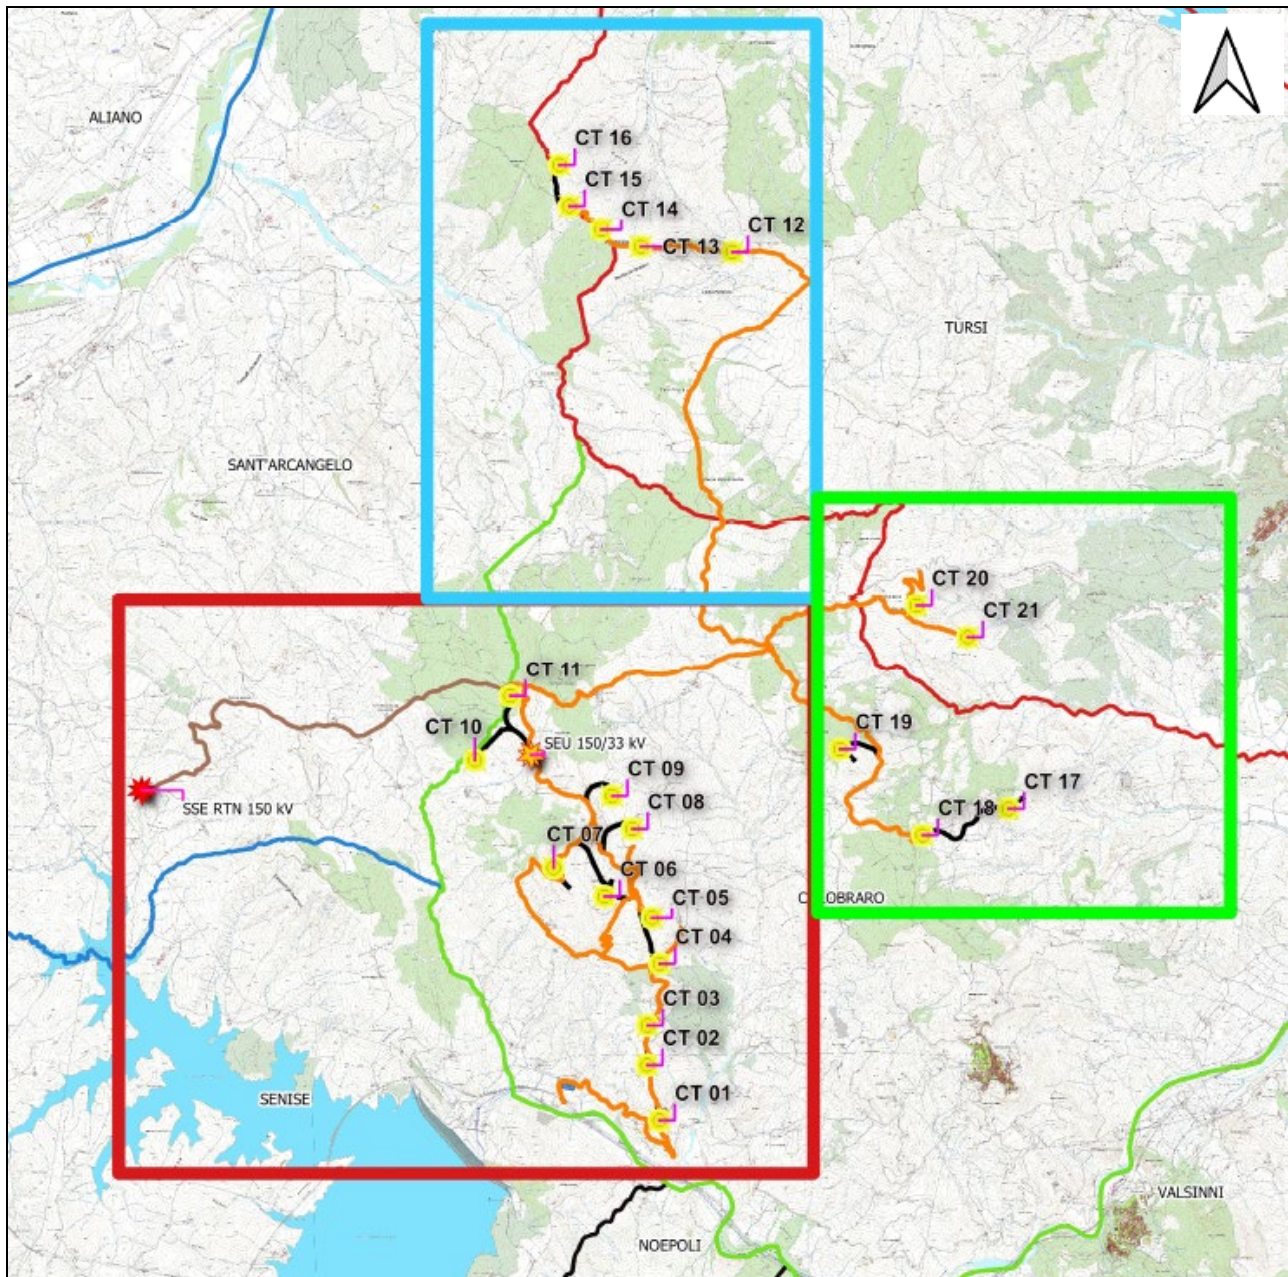 ALIANO
CT 16
CT 15
CT 14
CT 12
CT 13
TURSI
SANT'ARCANGELO
CT 20
CT 21
CT 11
CT 10
CT 19
SEU 150/33 kV
CT 09
CT 17
SSE RTN 150 kV
CT 08
CT 18
CT 07
CT 06
CT 05
CT 04
CT 03
CT 02
SENISE
CT 01
VALSINNI
NOEPOLI